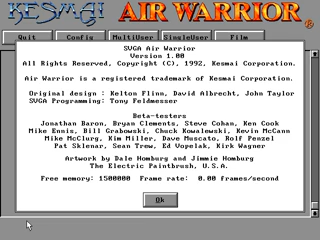 KESMAI AIR WARRIOR
Quit Config MultiUser SingleUser Film
SVGA Air Warrior
Version 1.00
All Rights Reserved, Copyright (C), 1992, Kesmai Corporation.
Air Warrior is a registered trademark of Kesmai Corporation.
Original design : Kelton Flinn, David Albrecht, John Taylor
SVGA Programming: Tony Feldmesser
Beta-testers
Jonathan Baron, Bryan Clements, Steve Cohan, Ken Cook
Mike Ennis, Bill Grabowski, Chuck Kowalewski, Kevin McCann
Mike McClurg, Kim Miller, Dave Muscato, Rolf Penzel
Pat Sklenar, Sean Trew, Ed Vopelak, Kirk Wagner
Artwork by Dale Homburg and Jimmie Homburg
The Electric Paintbrush, U.S.A.
Free memory: 1500000 Frame rate: 0.00 frames/second
Ok